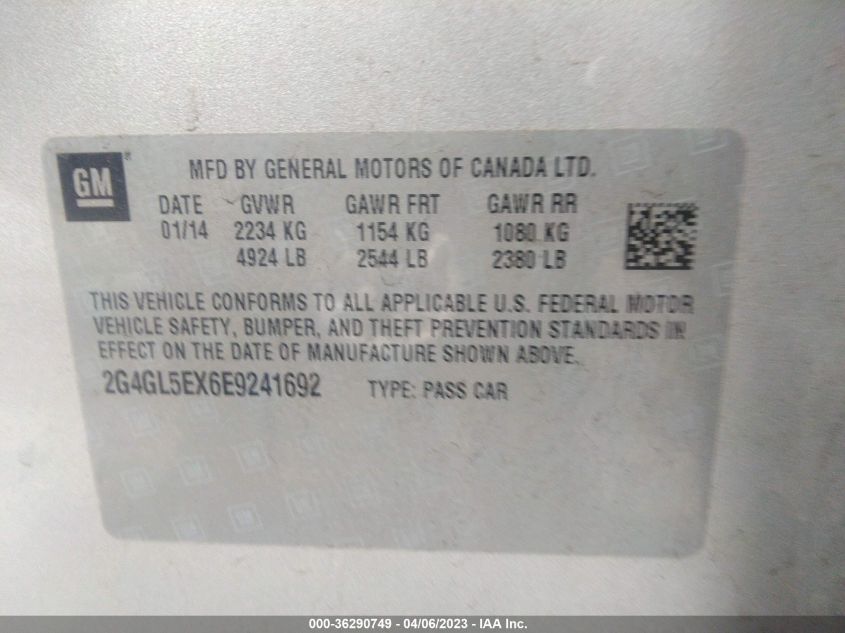 GM®
MFD BY GENERAL MOTORS OF CANADA LTD.
DATE GVWR GAWR FRT GAWR RR
01/14 2234 KG 1154 KG 1080 KG
4924 LB 2544 LB 2380 LB
THIS VEHICLE CONFORMS TO ALL APPLICABLE U.S. FEDERAL MOTOR
VEHICLE SAFETY, BUMPER, AND THEFT PREVENTION STANDARDS IN
EFFECT ON THE DATE OF MANUFACTURE SHOWN ABOVE.
2G4GL5EX6E9241692 TYPE: PASS CAR
000-36290749 - 04/06/2023 - IAA Inc.